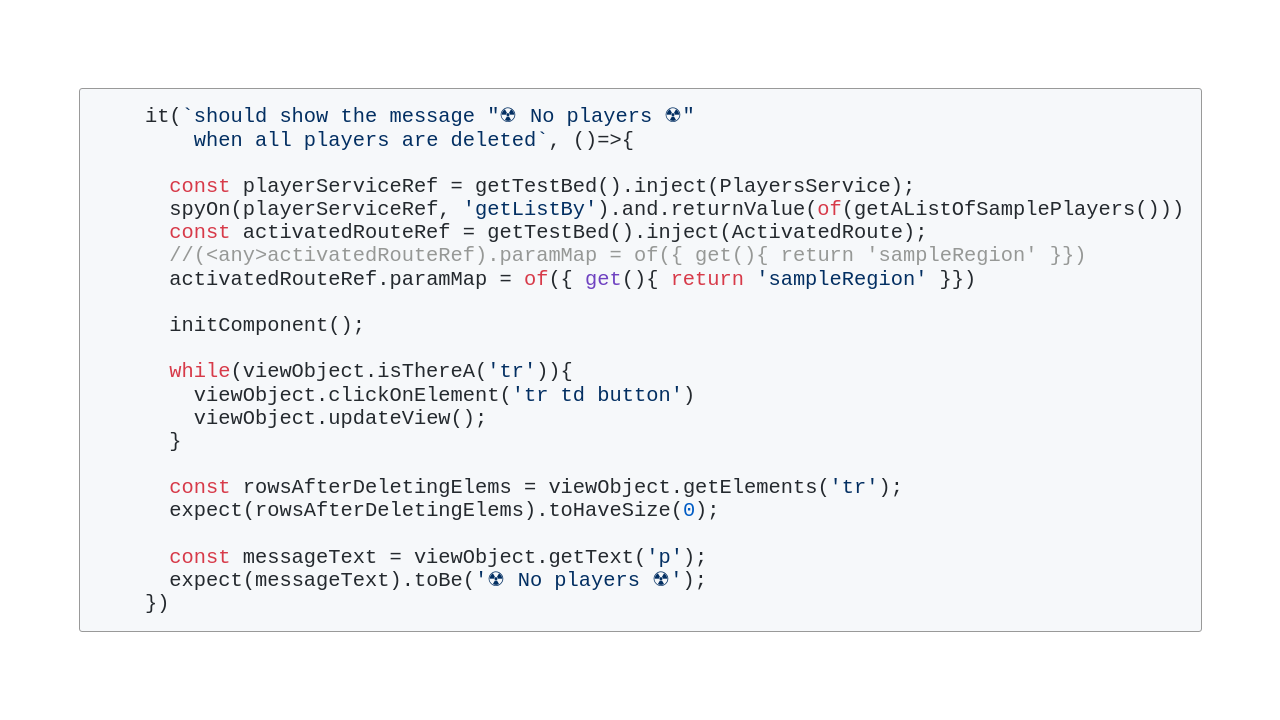 it(`should show the message "☢ No players ☢"
when all players are deleted`, ()=>{
const playerServiceRef = getTestBed().inject(PlayersService);
spyOn(playerServiceRef, 'getListBy').and.returnValue(of(getAListOfSamplePlayers()))
const activatedRouteRef = getTestBed().inject(ActivatedRoute);
//(<any>activatedRouteRef).paramMap = of({ get(){ return 'sampleRegion' }})
activatedRouteRef.paramMap = of({ get(){ return 'sampleRegion' }})
initComponent();
while(viewObject.isThereA('tr')){
viewObject.clickOnElement('tr td button')
viewObject.updateView();
}
const rowsAfterDeletingElems = viewObject.getElements('tr');
expect(rowsAfterDeletingElems).toHaveSize(0);
const messageText = viewObject.getText('p');
expect(messageText).toBe('☢ No players ☢');
})